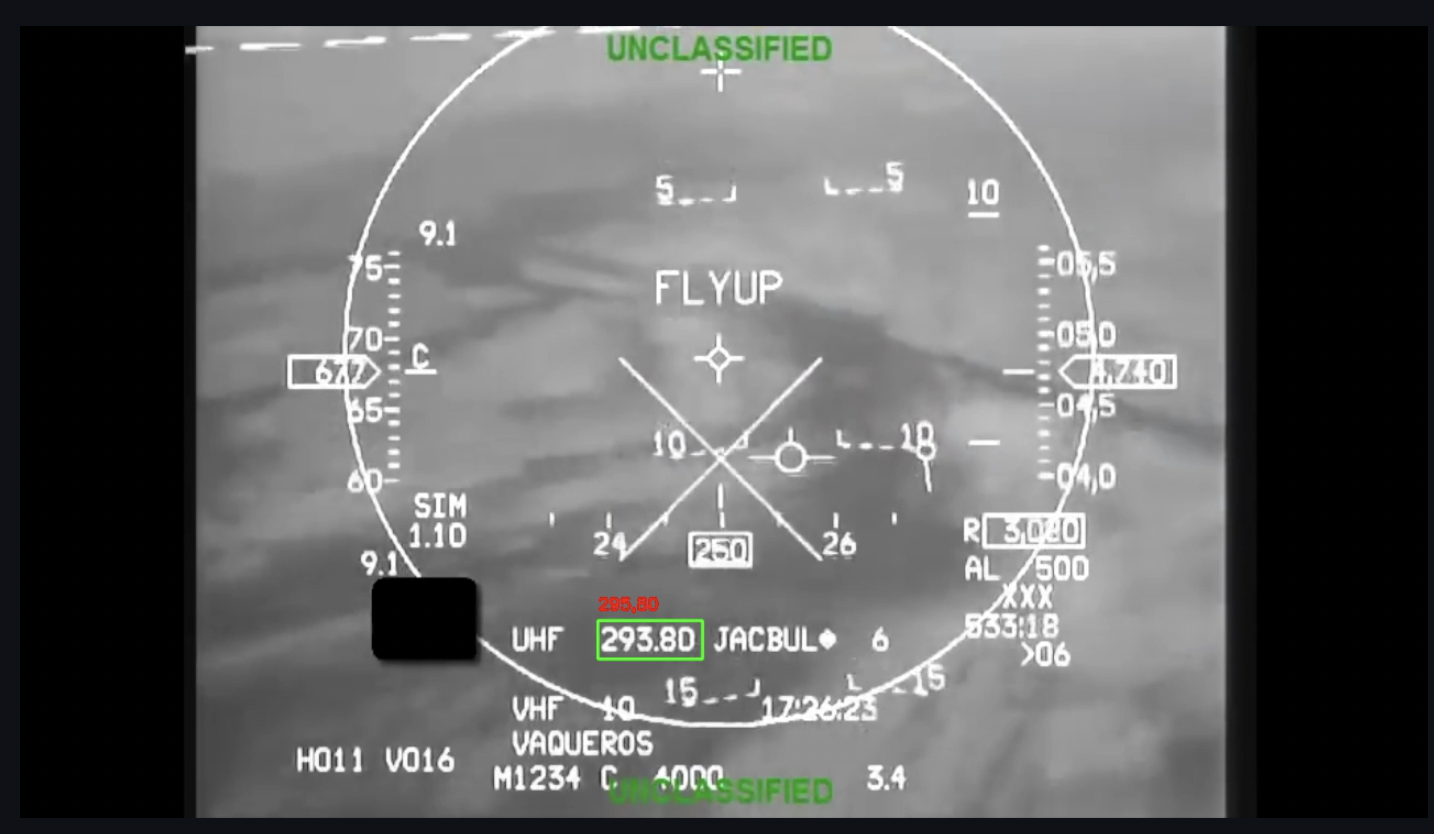 UNCLASSIFIED
5 5 10
9.1
75 05,5
FLYUP
70 05,0
C
677 4,740
65 04,5
10 10
60 04,0
SIM
1.10
24 250 26
R
AL 500
9.1
XXX
295,80
533:18
UHF 293.80 JACBUL 6
>06
15 15
VHF 10 17:26:23
VAQUEROS
H011 V016
M1234 C 4000 3.4
UNCLASSIFIED